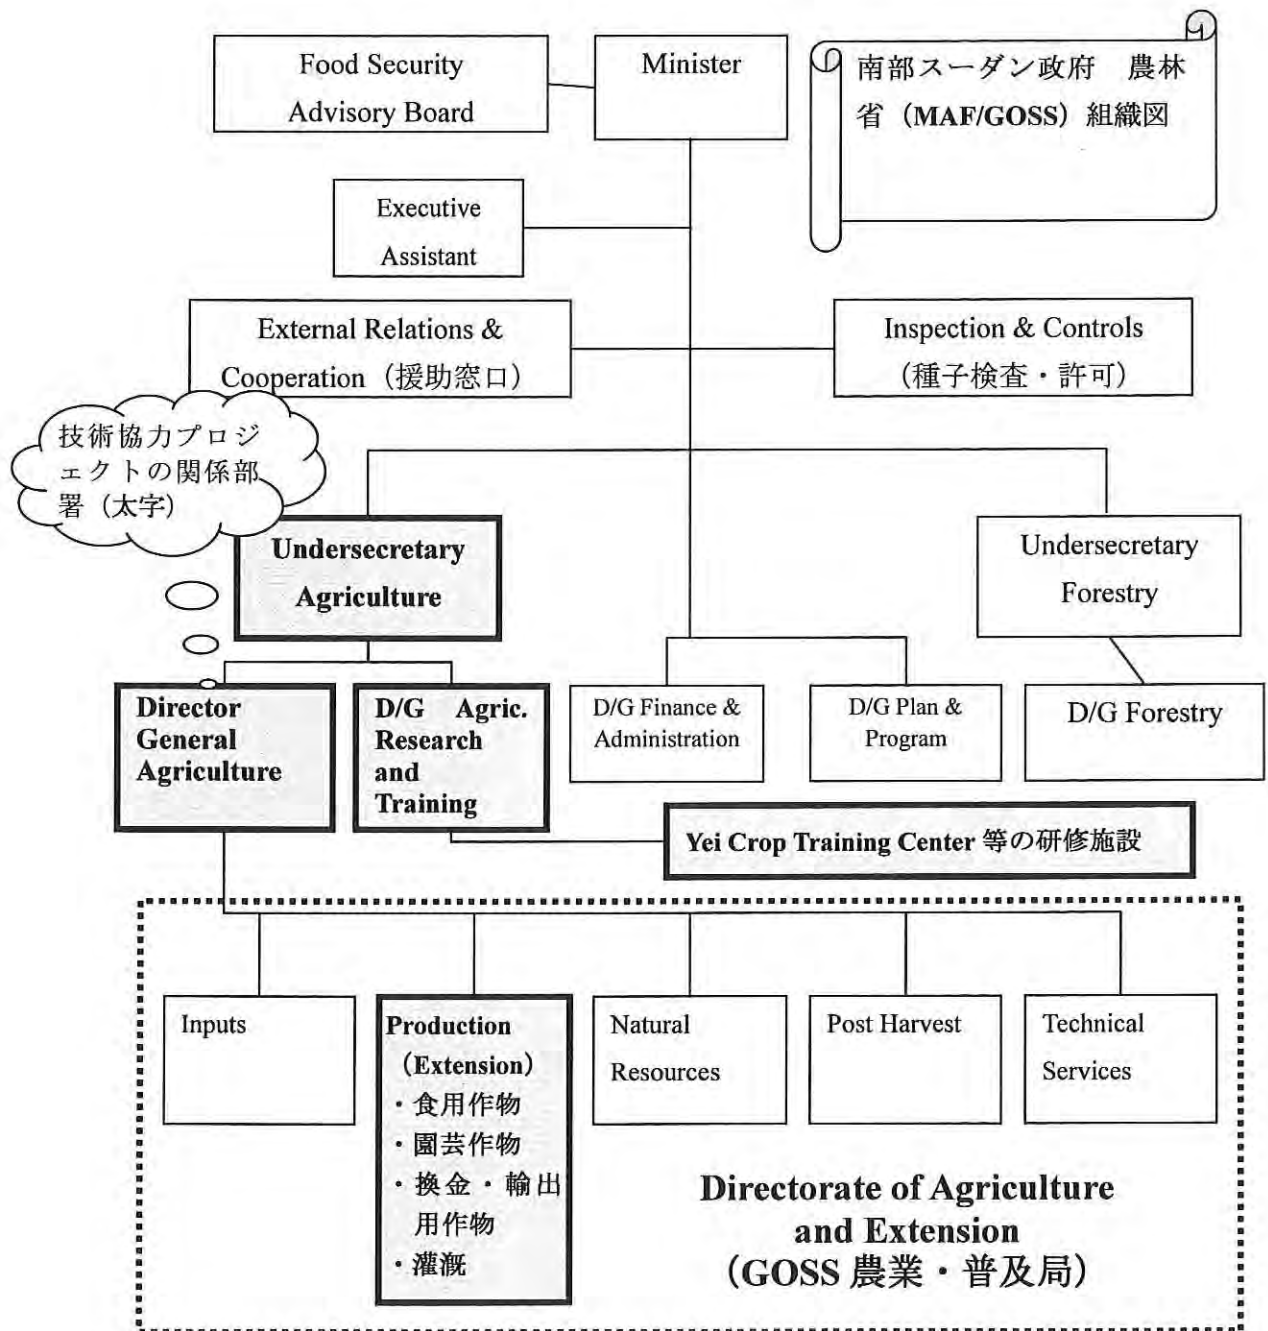 Food Security
Advisory Board
Minister
南部スーダン政府　農林
省（MAF/GOSS）組織図
Executive
Assistant
External Relations &
Cooperation（援助窓口）
Inspection & Controls
（種子検査・許可）
技術協力プロジ
ェクトの関係部
署（太字）
Undersecretary
Agriculture
Undersecretary
Forestry
Director
General
Agriculture
D/G Agric.
Research
and
Training
D/G Finance &
Administration
D/G Plan &
Program
D/G Forestry
Yei Crop Training Center 等の研修施設
Inputs
Production
（Extension）
・食用作物
・園芸作物
・換金・輸出
用作物
・灌漑
Natural
Resources
Post Harvest
Technical
Services
Directorate of Agriculture
and Extension
（GOSS 農業・普及局）